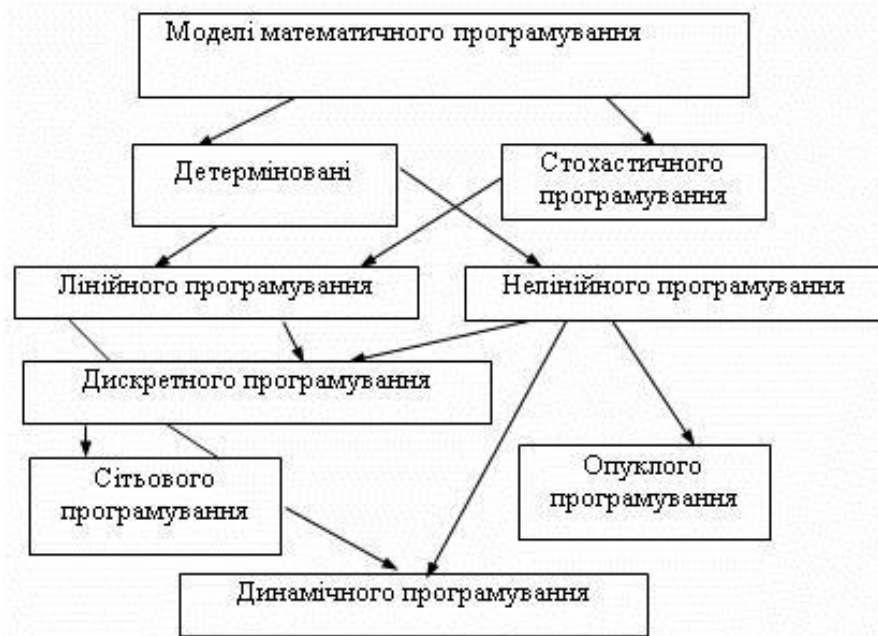 Моделі математичного програмування
Детерміновані
Стохастичного
програмування
Лінійного програмування
Нелінійного програмування
Дискретного програмування
Сітьового
програмування
Опуклого
програмування
Динамічного програмування